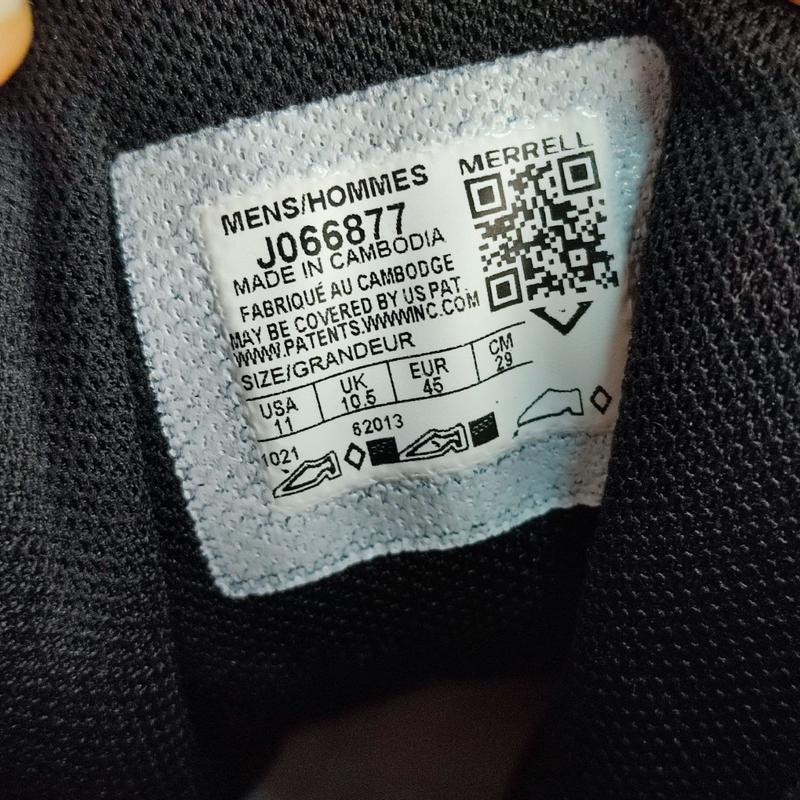 MERRELL
MENS/HOMMES
J066877
MADE IN CAMBODIA
FABRIQUÉ AU CAMBODGE
MAY BE COVERED BY US PAT.
WWW.PATENTS.WWWINC.COM
SIZE/GRANDEUR
USA UK EUR CM
11 10.5 45 29
1021 62013